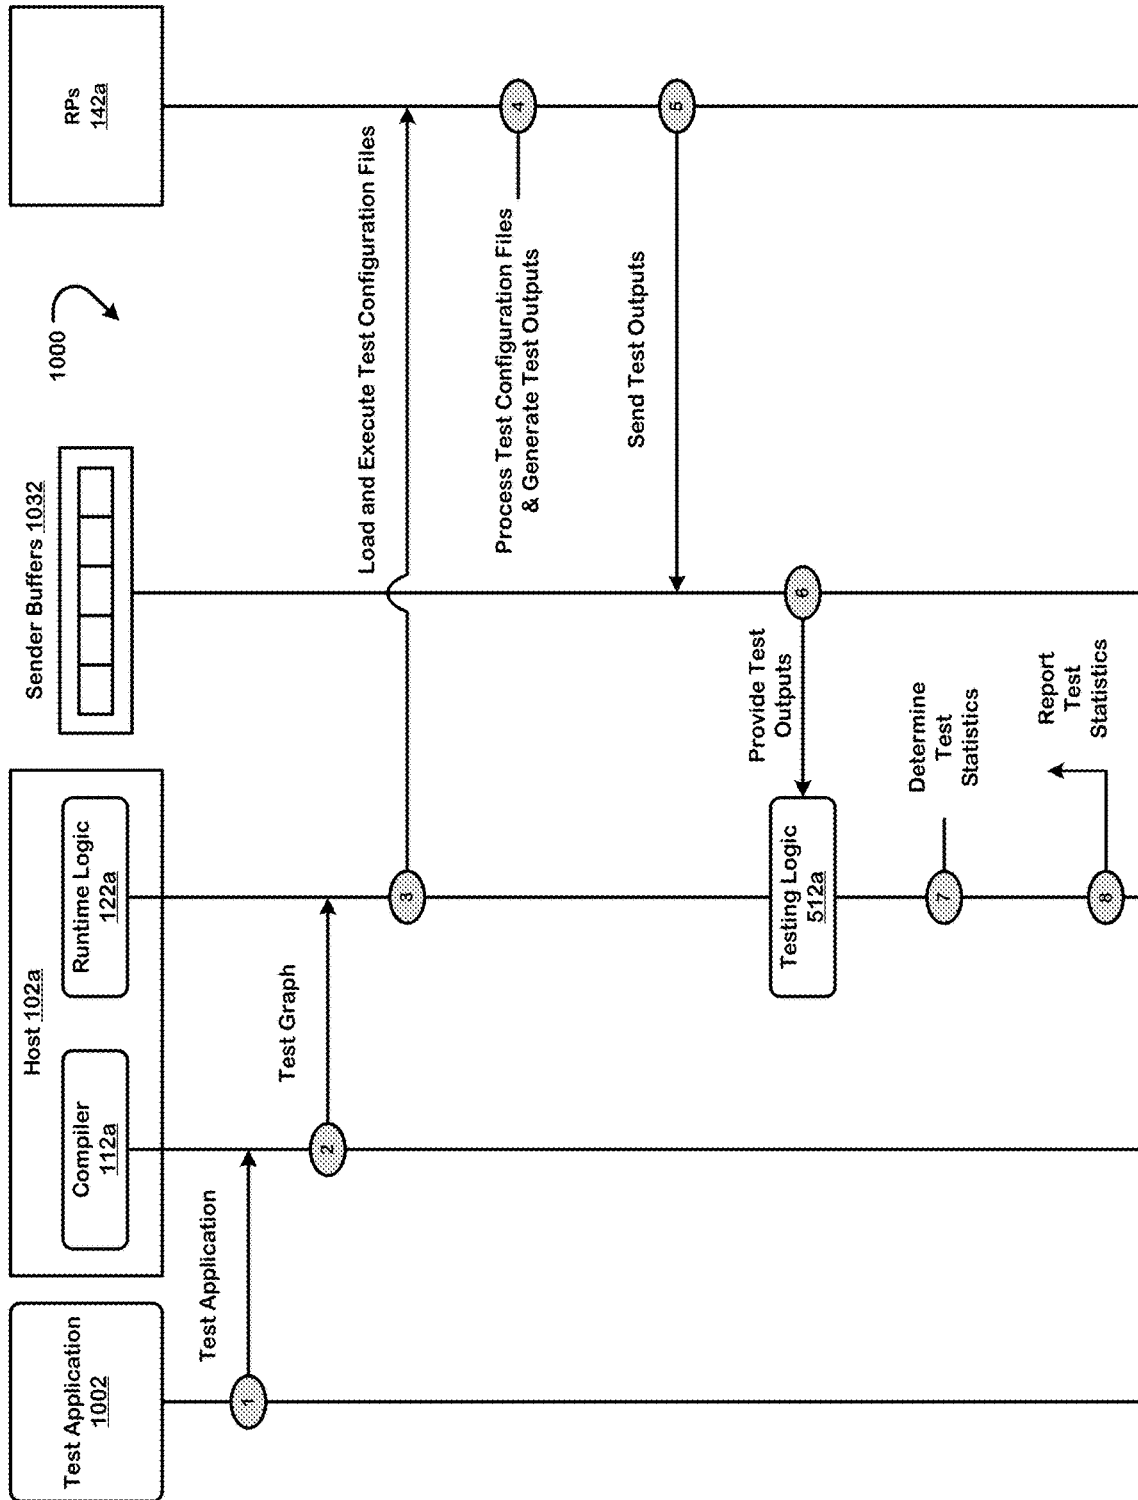 Test Application
1002
Host 102a
Compiler
112a
Runtime Logic
122a
Sender Buffers 1032
1000
RPs
142a
1
Test Application
2
Test Graph
3
Load and Execute Test Configuration Files
4
Process Test Configuration Files
& Generate Test Outputs
5
Send Test Outputs
6
Provide Test
Outputs
Testing Logic
512a
7
Determine
Test
Statistics
8
Report
Test
Statistics